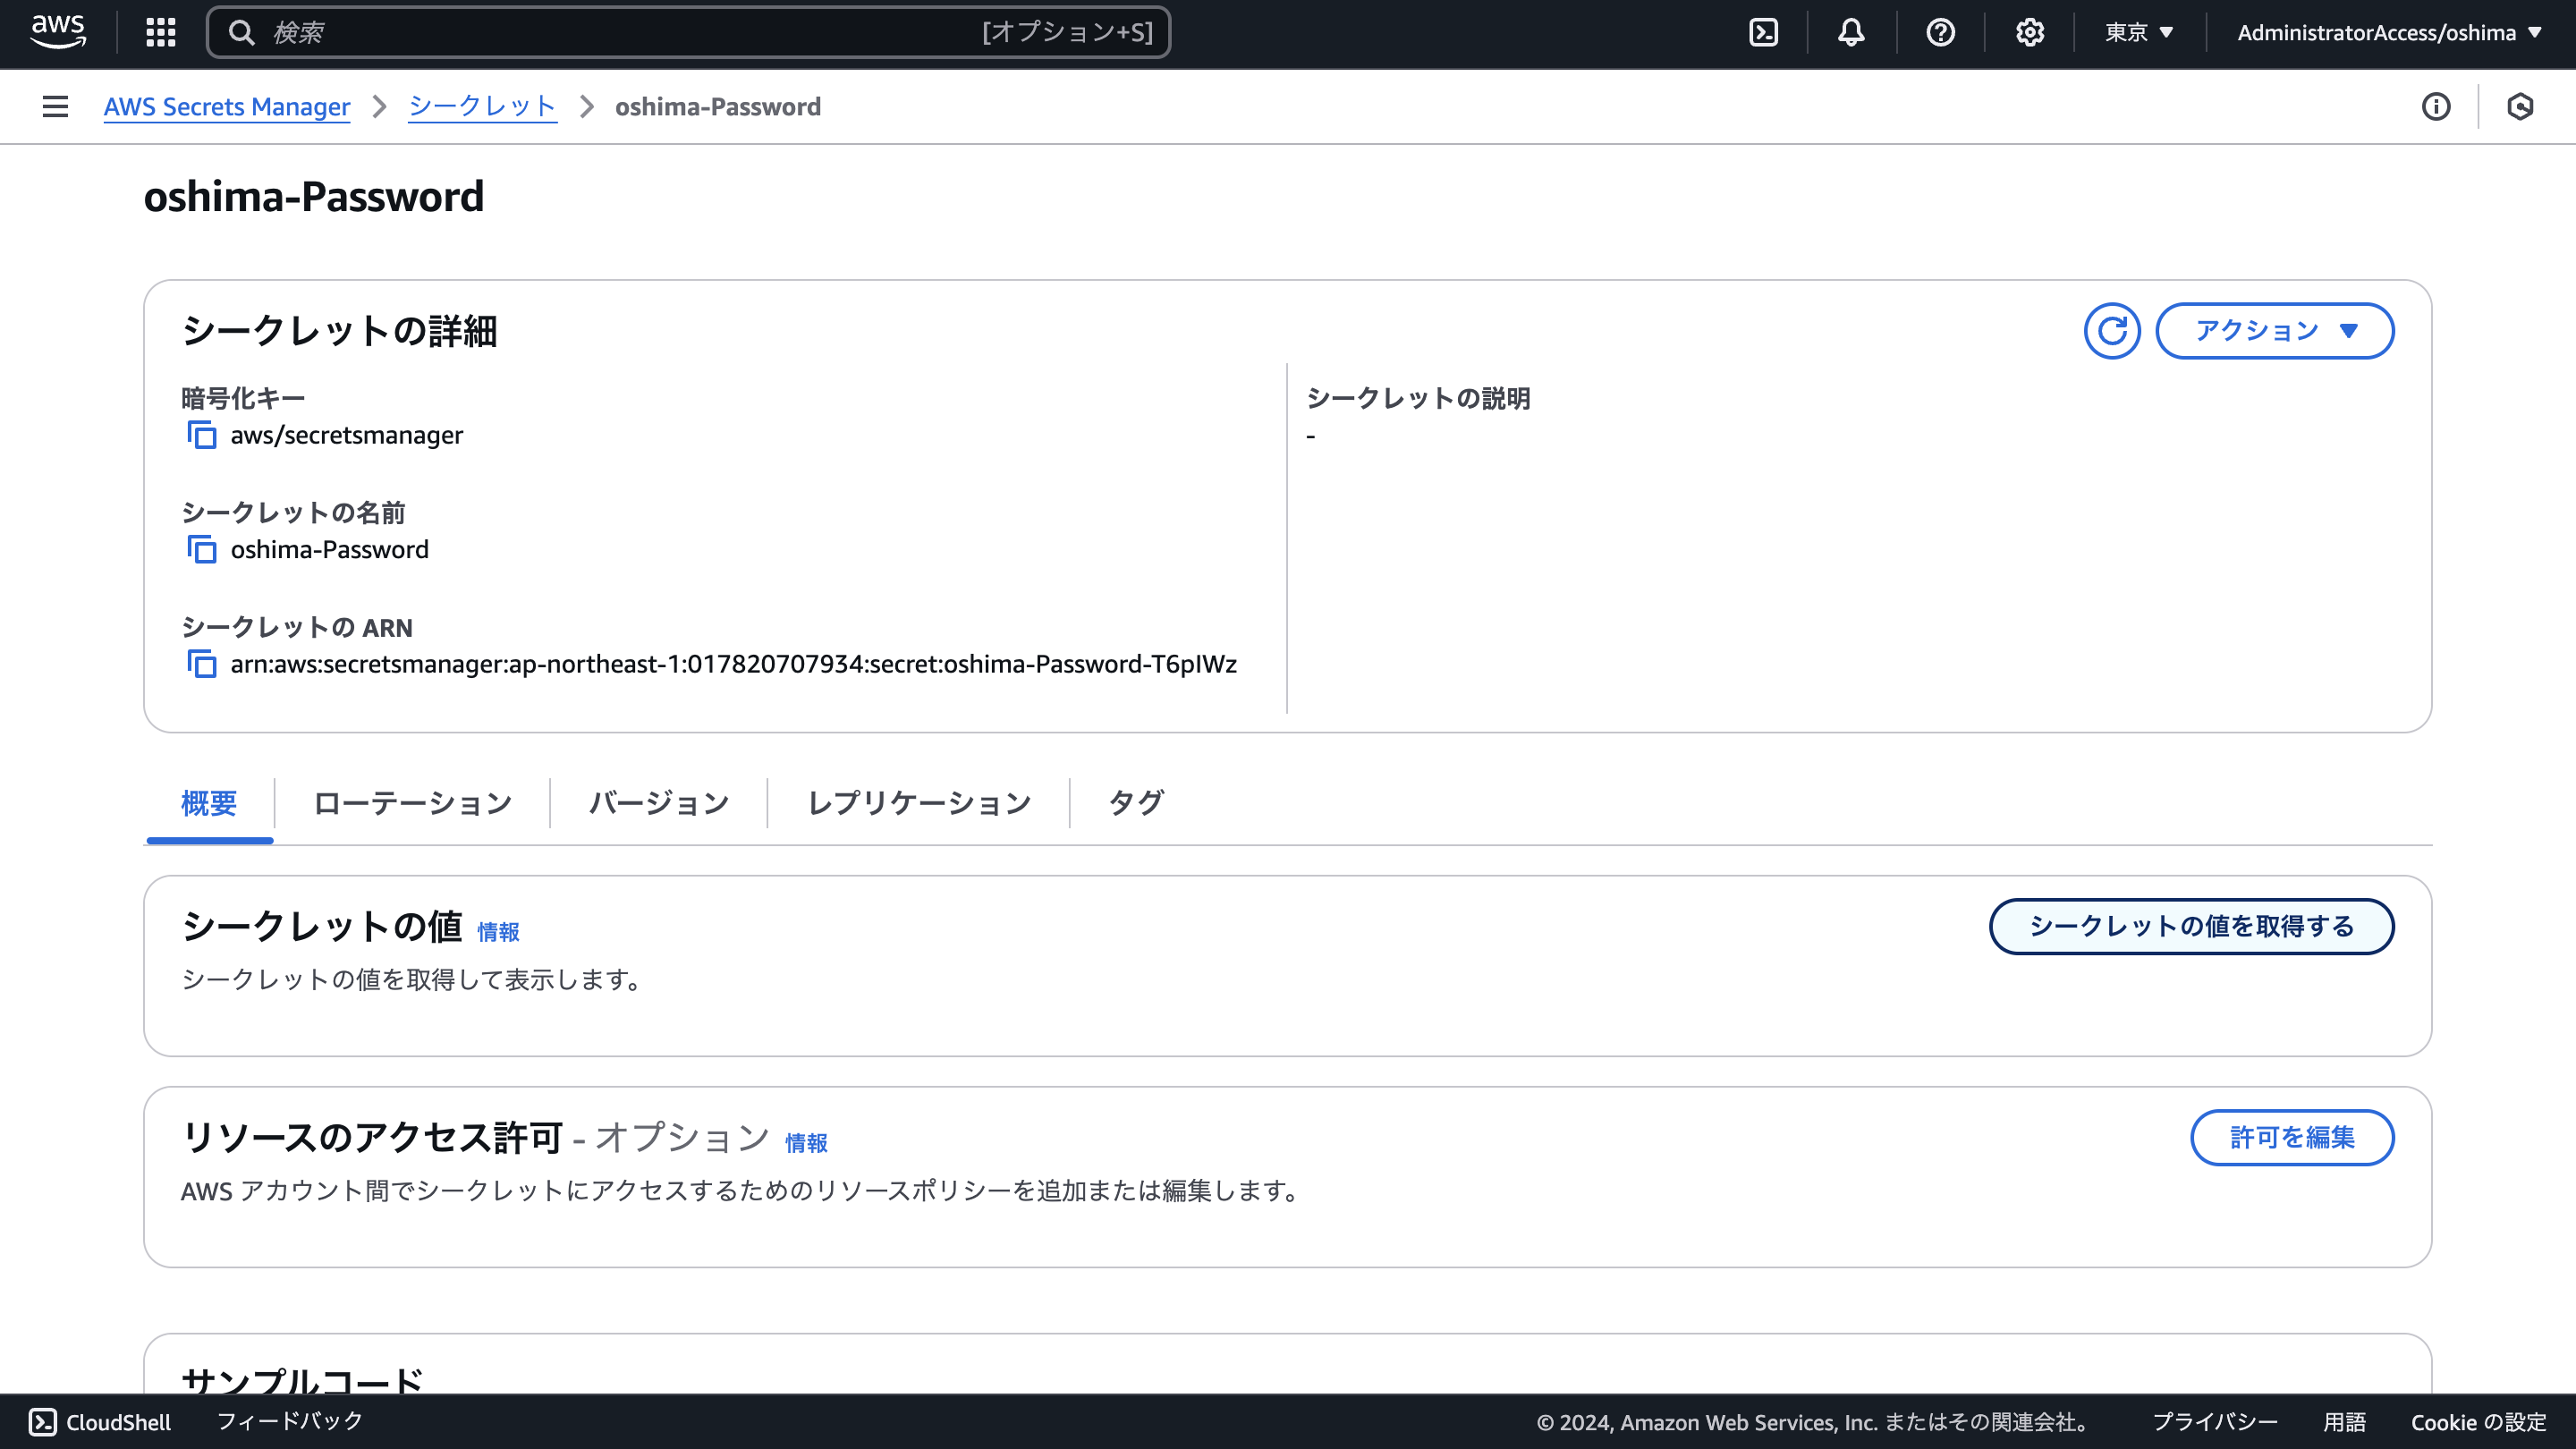 aws
検索 [オプション+S]
東京
AdministratorAccess/oshima
AWS Secrets Manager
シークレット
oshima-Password
oshima-Password
シークレットの詳細
アクション
暗号化キー
aws/secretsmanager
シークレットの説明
-
シークレットの名前
oshima-Password
シークレットの ARN
arn:aws:secretsmanager:ap-northeast-1:017820707934:secret:oshima-Password-T6pIWz
概要
ローテーション
バージョン
レプリケーション
タグ
シークレットの値 情報
シークレットの値を取得する
シークレットの値を取得して表示します。
リソースのアクセス許可 - オプション 情報
許可を編集
AWS アカウント間でシークレットにアクセスするためのリソースポリシーを追加または編集します。
サンプルコード
CloudShell
フィードバック
© 2024, Amazon Web Services, Inc. またはその関連会社。
プライバシー
用語
Cookie の設定